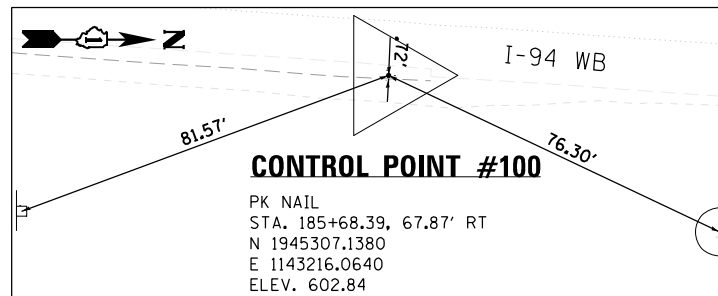 N
I-94 WB
.72'
81.57'
76.30'
CONTROL POINT #100
PK NAIL
STA. 185+68.39, 67.87' RT
N 1945307.1380
E 1143216.0640
ELEV. 602.84